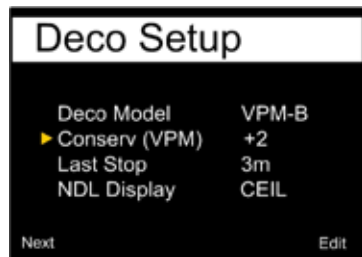 Deco Setup
Deco Model VPM-B
Conserv (VPM) +2
Last Stop 3m
NDL Display CEIL
Next Edit